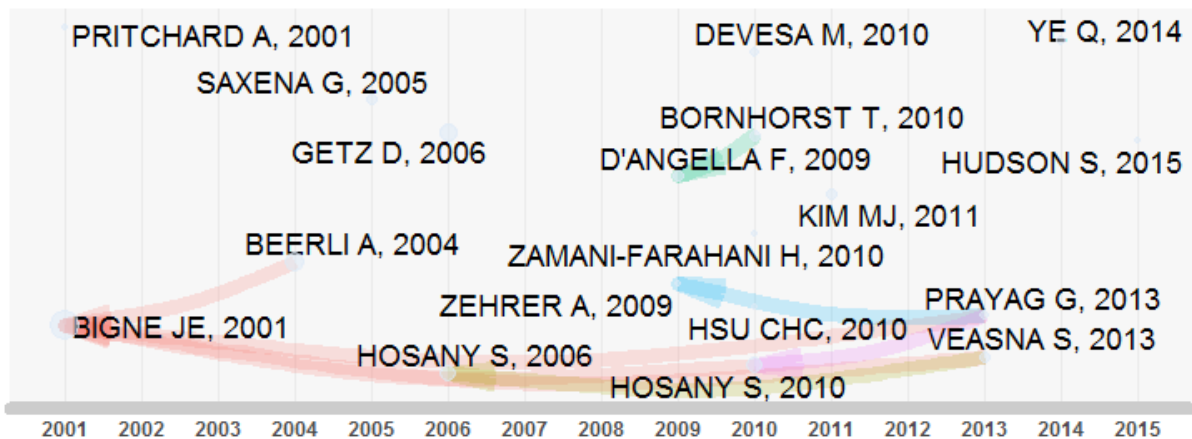 PRITCHARD A, 2001
DEVESA M, 2010
YE Q, 2014
SAXENA G, 2005
BORNHORST T, 2010
GETZ D, 2006
D'ANGELLA F, 2009
HUDSON S, 2015
KIM MJ, 2011
BEERLI A, 2004
ZAMANI-FARAHANI H, 2010
ZEHRER A, 2009
PRAYAG G, 2013
BIGNE JE, 2001
HSU CHC, 2010
VEASNA S, 2013
HOSANY S, 2006
HOSANY S, 2010
2001 2002 2003 2004 2005 2006 2007 2008 2009 2010 2011 2012 2013 2014 2015